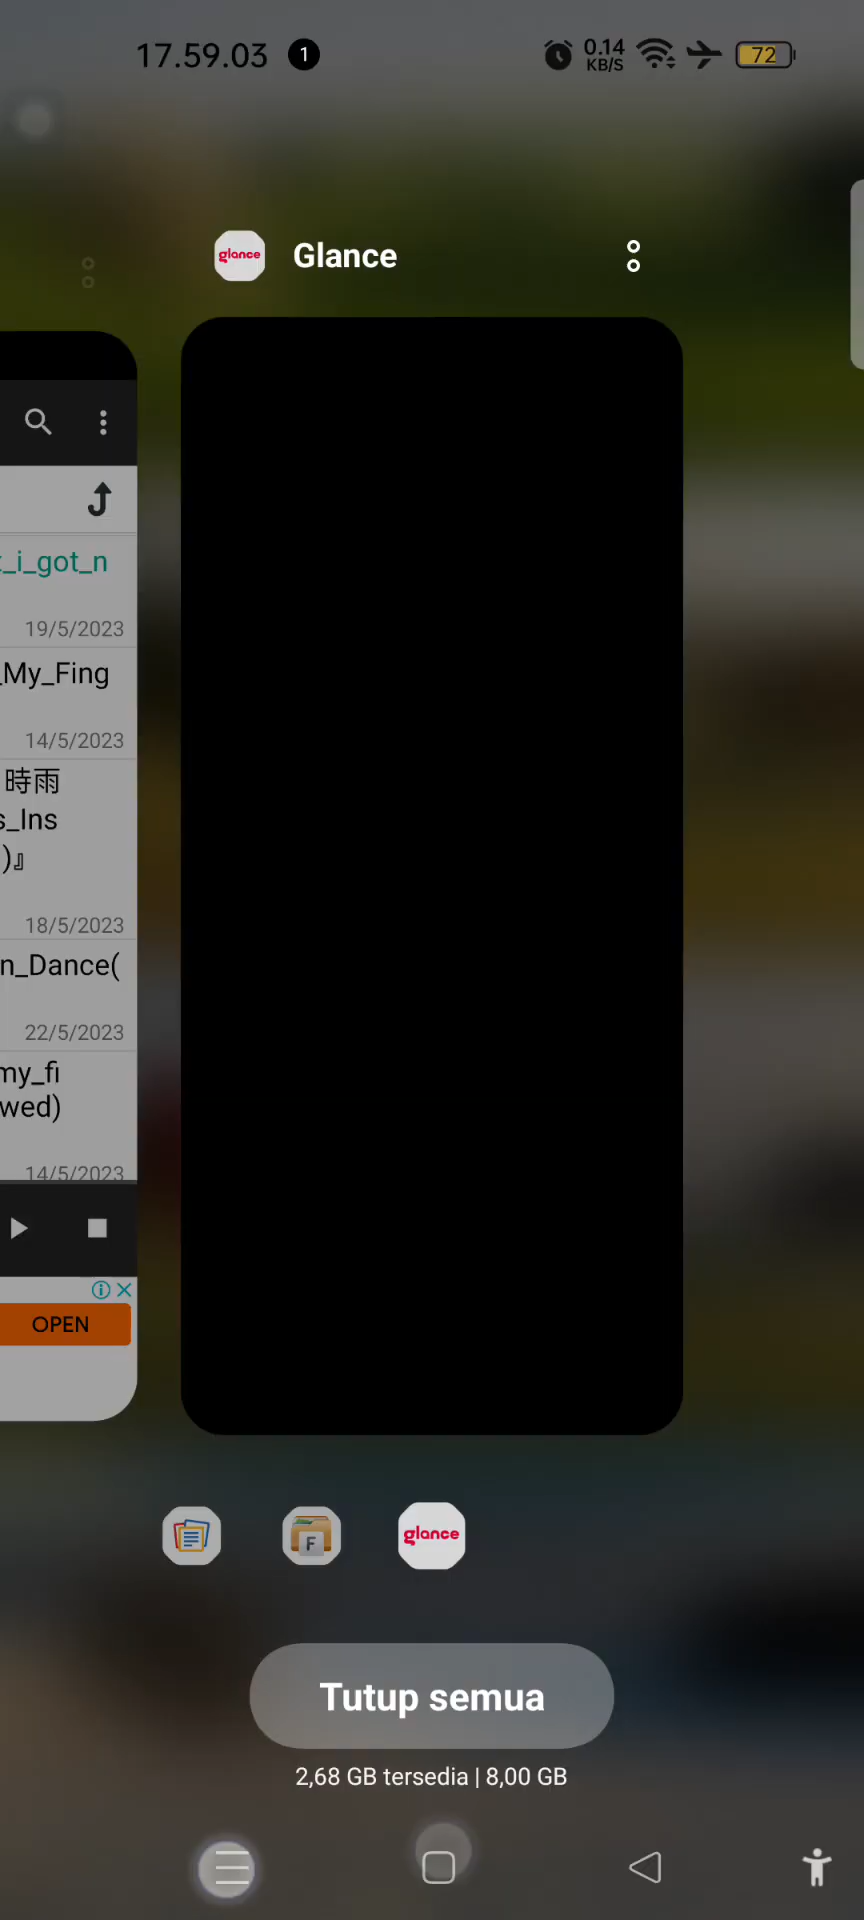 17.59.03
1
0.14
KB/S
72
glance
Glance
t_i_got_n
19/5/2023
_My_Fing
14/5/2023
時雨
s_Ins
)』
18/5/2023
n_Dance(
22/5/2023
my_fi
wed)
14/5/2023
OPEN
F
glance
Tutup semua
2,68 GB tersedia | 8,00 GB